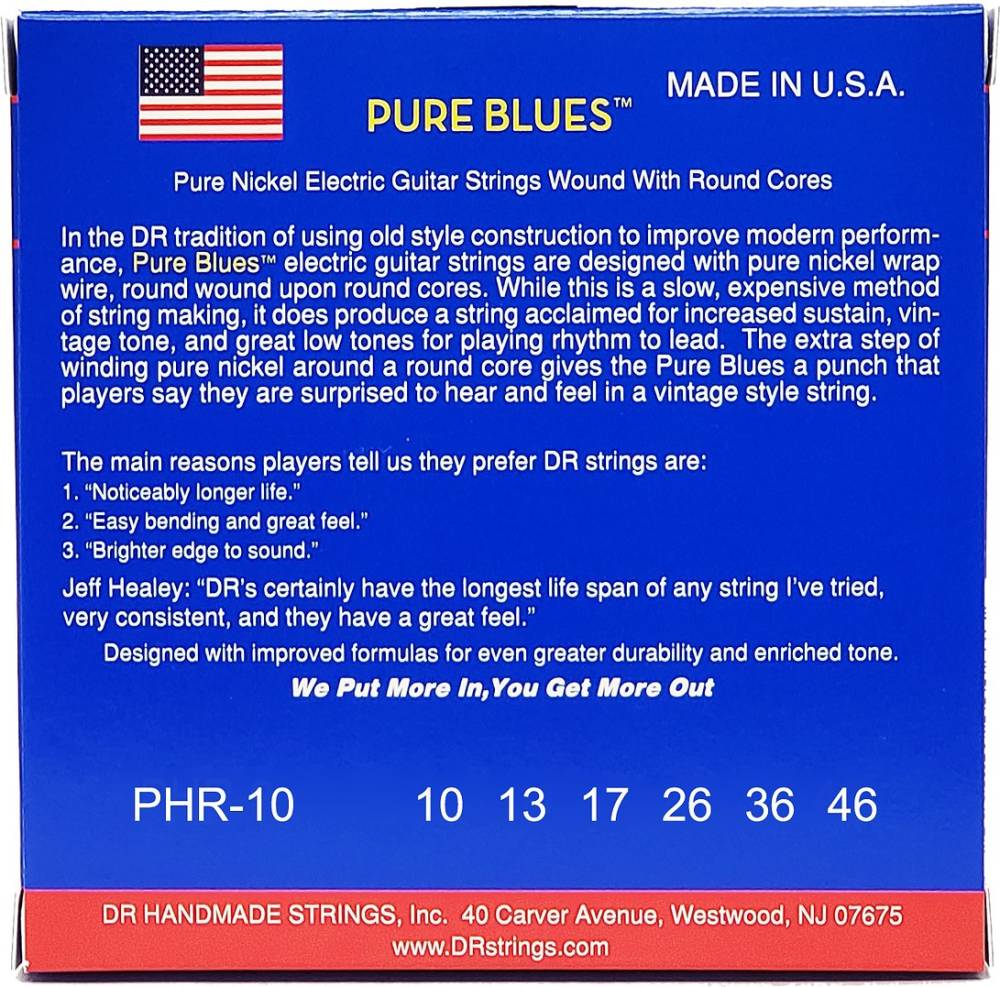 MADE IN U.S.A.
PURE BLUES™
Pure Nickel Electric Guitar Strings Wound With Round Cores
In the DR tradition of using old style construction to improve modern perform-
ance, Pure Blues™ electric guitar strings are designed with pure nickel wrap
wire, round wound upon round cores. While this is a slow, expensive method
of string making, it does produce a string acclaimed for increased sustain, vin-
tage tone, and great low tones for playing rhythm to lead. The extra step of
winding pure nickel around a round core gives the Pure Blues a punch that
players say they are surprised to hear and feel in a vintage style string.
The main reasons players tell us they prefer DR strings are:
1. “Noticeably longer life.”
2. “Easy bending and great feel.”
3. “Brighter edge to sound.”
Jeff Healey: “DR's certainly have the longest life span of any string I've tried,
very consistent, and they have a great feel.”
Designed with improved formulas for even greater durability and enriched tone.
We Put More In,You Get More Out
PHR-10 10 13 17 26 36 46
DR HANDMADE STRINGS, Inc. 40 Carver Avenue, Westwood, NJ 07675
www.DRstrings.com